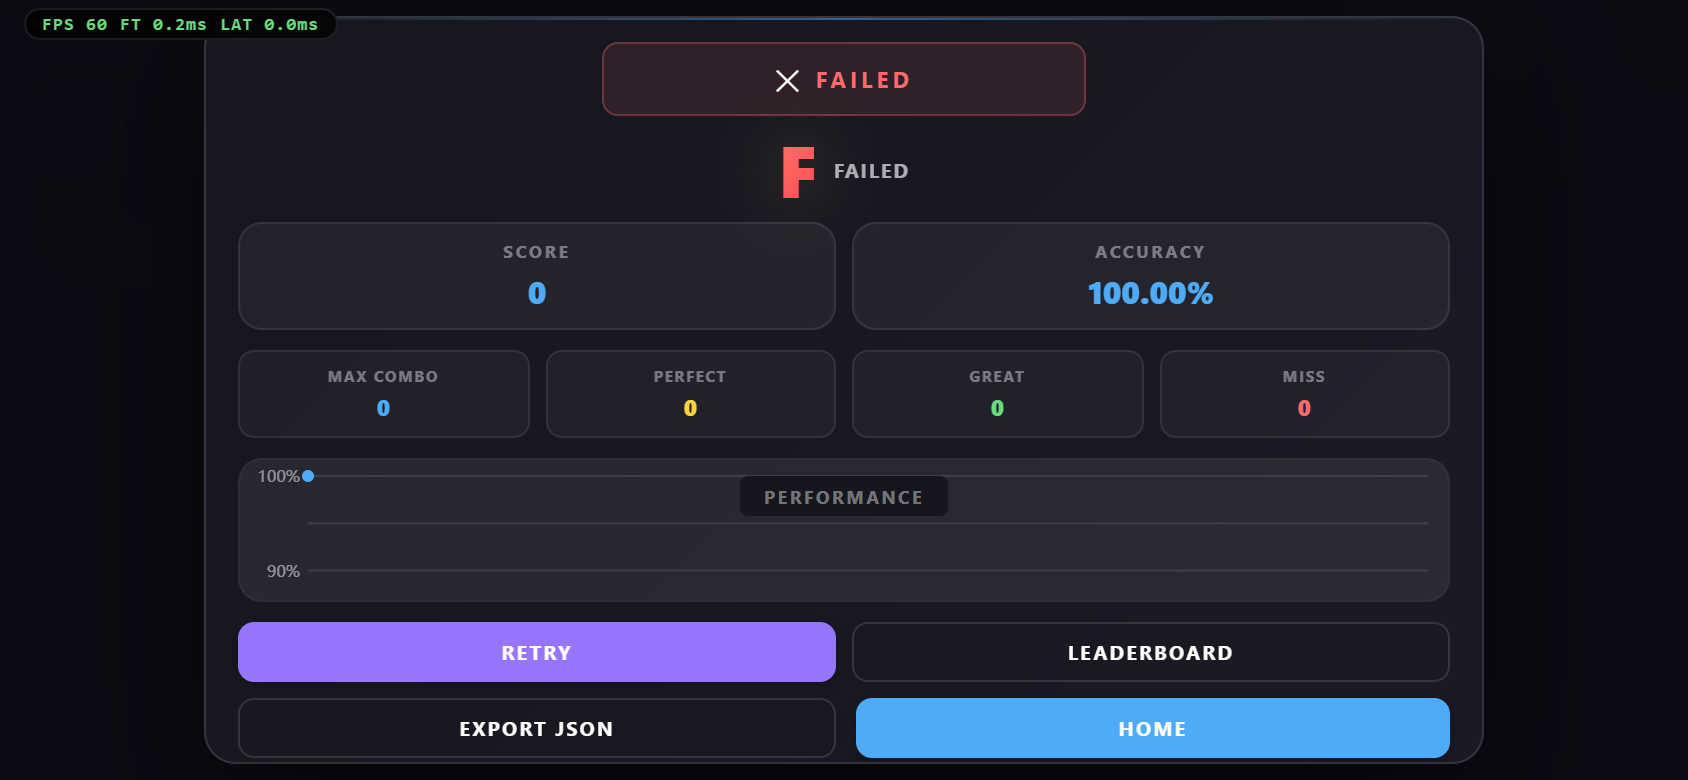 FPS 60 FT 0.2ms LAT 0.0ms
FAILED
F FAILED
SCORE
0
ACCURACY
100.00%
MAX COMBO
0
PERFECT
0
GREAT
0
MISS
0
100%
PERFORMANCE
90%
RETRY
LEADERBOARD
EXPORT JSON
HOME